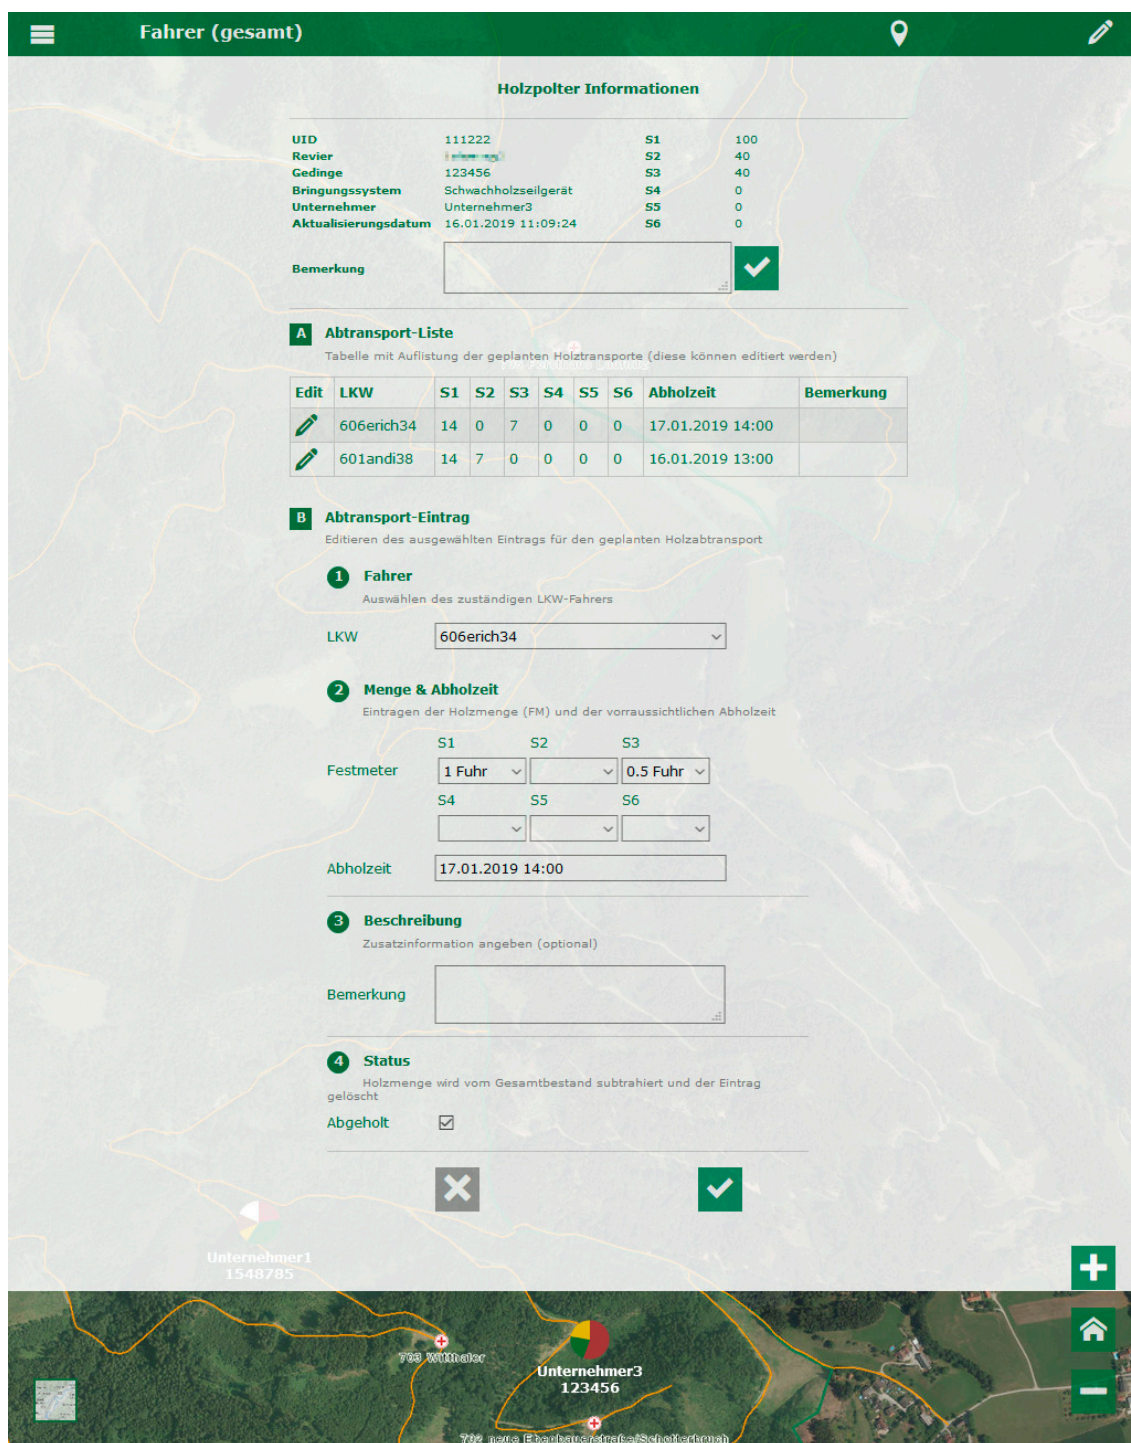 Fahrer (gesamt)
Holzpolter Informationen
UID 111222 S1 100
Revier S2 40
Gedinge 123456 S3 40
Bringungssystem Schwachholzseilgerät S4 0
Unternehmer Unternehmer3 S5 0
Aktualisierungsdatum 16.01.2019 11:09:24 S6 0
Bemerkung
A Abtransport-Liste
Tabelle mit Auflistung der geplanten Holztransporte (diese können editiert werden)
Edit LKW S1 S2 S3 S4 S5 S6 Abholzeit Bemerkung
606erich34 14 0 7 0 0 0 17.01.2019 14:00
601andi38 14 7 0 0 0 0 16.01.2019 13:00
B Abtransport-Eintrag
Editieren des ausgewählten Eintrags für den geplanten Holzabtransport
1 Fahrer
Auswählen des zuständigen LKW-Fahrers
LKW 606erich34
2 Menge & Abholzeit
Eintragen der Holzmenge (FM) und der vorraussichtlichen Abholzeit
S1 S2 S3
Festmeter 1 Fuhr 0.5 Fuhr
S4 S5 S6
Abholzeit 17.01.2019 14:00
3 Beschreibung
Zusatzinformation angeben (optional)
Bemerkung
4 Status
Holzmenge wird vom Gesamtbestand subtrahiert und der Eintrag
gelöscht
Abgeholt
Unternehmer1
1548785
703 Witthaler
Unternehmer3
123456
702 neue Ebenbauerstraße/Schotterbruch